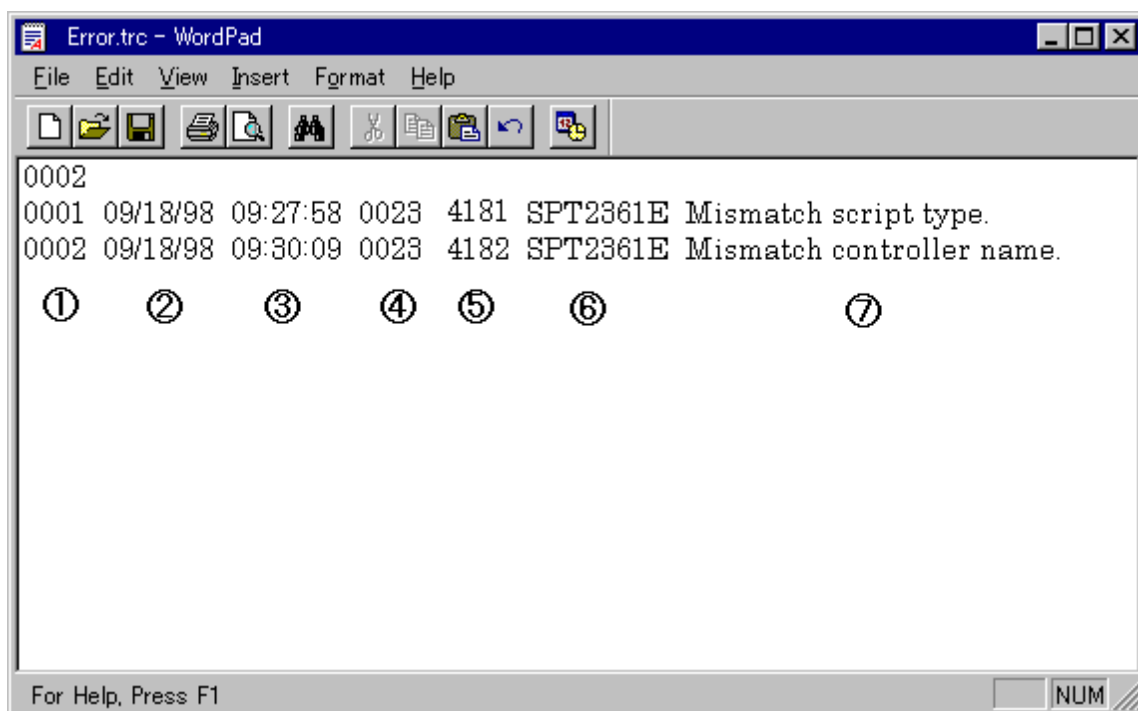 Error.trc - WordPad
File Edit View Insert Format Help
12
0002
0001 09/18/98 09:27:58 0023 4181 SPT2361E Mismatch script type.
0002 09/18/98 09:30:09 0023 4182 SPT2361E Mismatch controller name.
① ② ③ ④ ⑤ ⑥ ⑦
For Help, Press F1 NUM